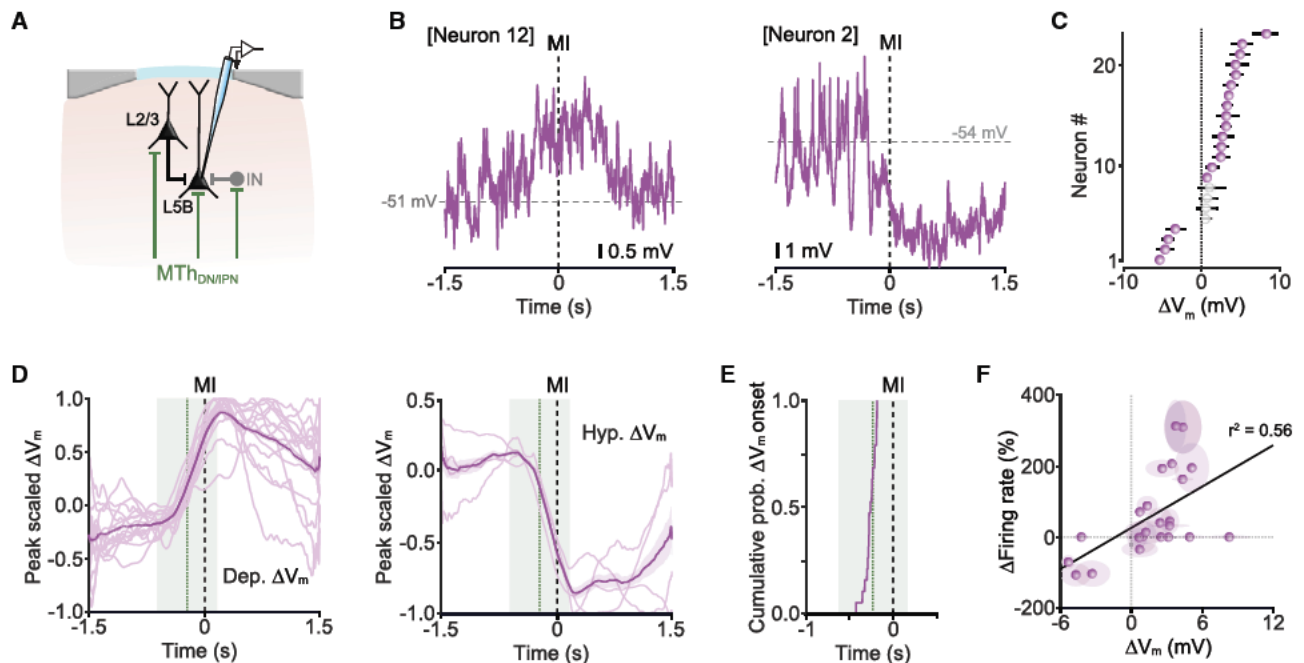 A
L2/3
IN
L5B
MTh DN/IPN
B
[Neuron 12]
MI
-51 mV
0.5 mV
-1.5
0
1.5
Time (s)
[Neuron 2]
MI
-54 mV
1 mV
-1.5
0
1.5
Time (s)
C
Neuron #
20
10
1
-10
0
10
ΔVm (mV)
D
MI
Peak scaled ΔVm
1.0
0.5
0.0
-0.5
-1.0
Dep. ΔVm
-1.5
0
1.5
Time (s)
MI
Peak scaled ΔVm
0.5
0.0
-0.5
-1.0
Hyp. ΔVm
-1.5
0
1.5
Time (s)
E
MI
Cumulative prob. ΔVm onset
1.0
0.5
0.0
-1
0
Time (s)
F
ΔFiring rate (%)
400
200
0
-200
r² = 0.56
-6
0
6
12
ΔVm (mV)